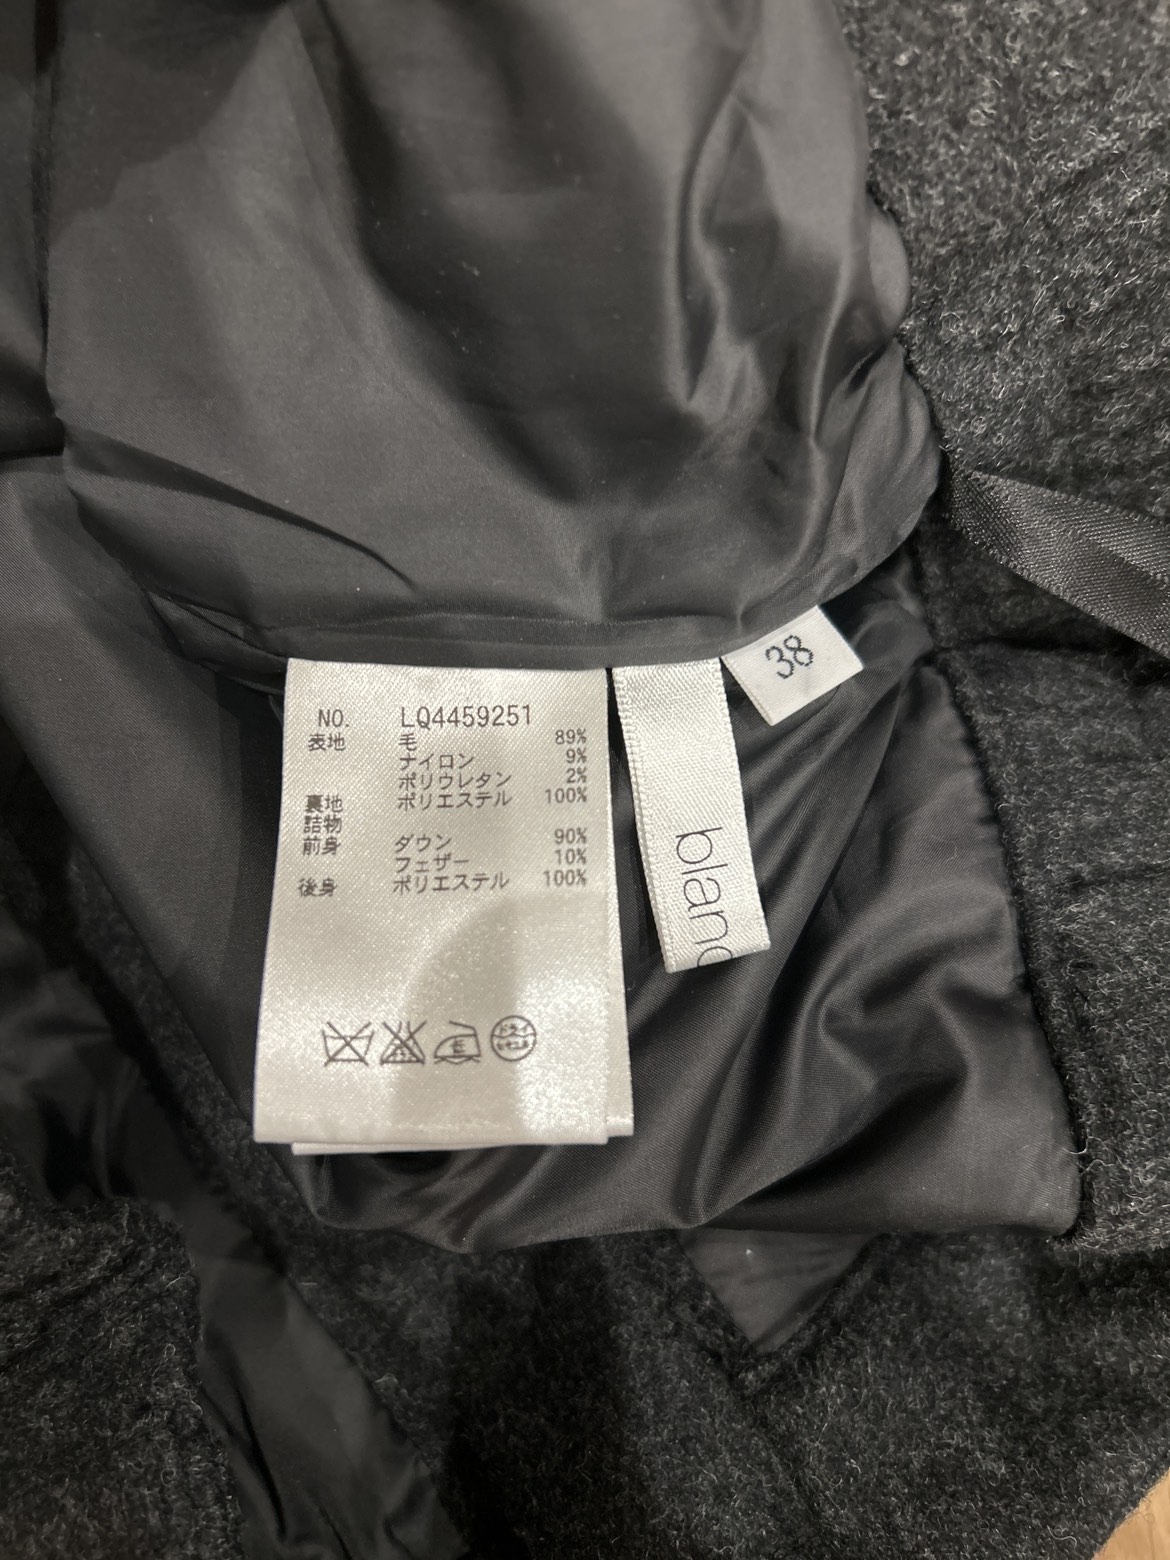 NO. LQ4459251
表地 毛 89%
ナイロン 9%
ポリウレタン 2%
裏地 ポリエステル 100%
詰物
前身 ダウン 90%
フェザー 10%
後身 ポリエステル 100%
38
blanc